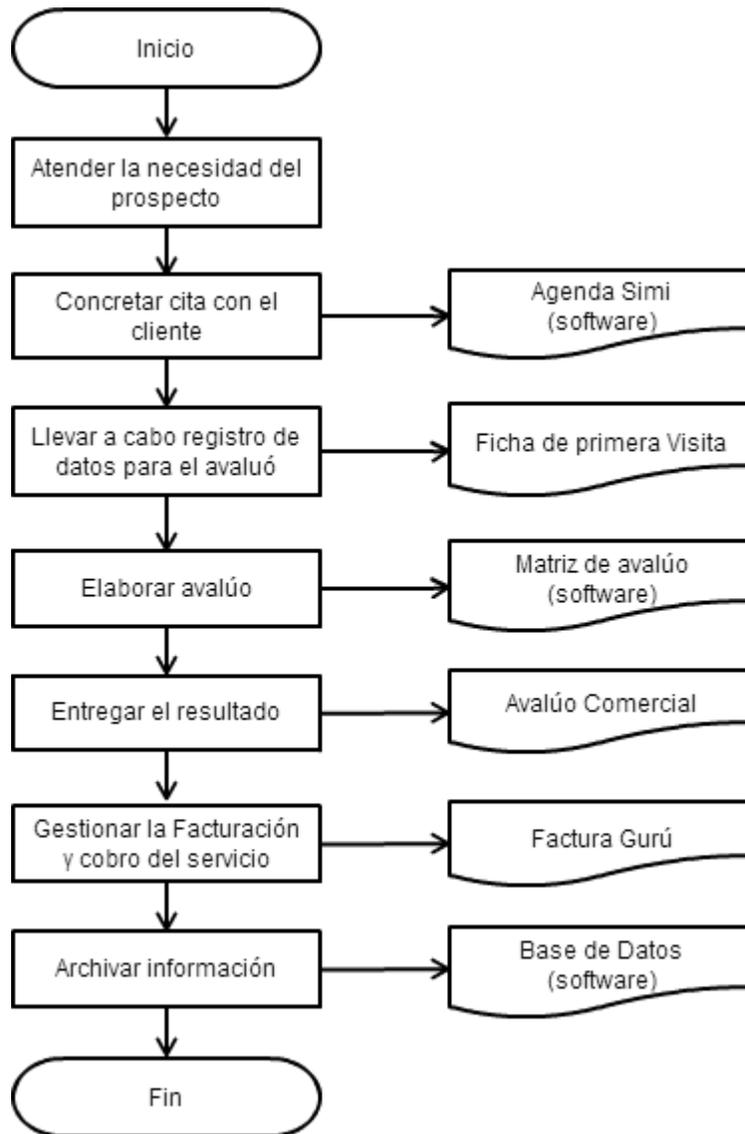 Inicio
Atender la necesidad del
prospecto
Concretar cita con el
cliente
Agenda Simi
(software)
Llevar a cabo registro de
datos para el avaluó
Ficha de primera Visita
Elaborar avalúo
Matriz de avalúo
(software)
Entregar el resultado
Avalúo Comercial
Gestionar la Facturación
y cobro del servicio
Factura Gurú
Archivar información
Base de Datos
(software)
Fin